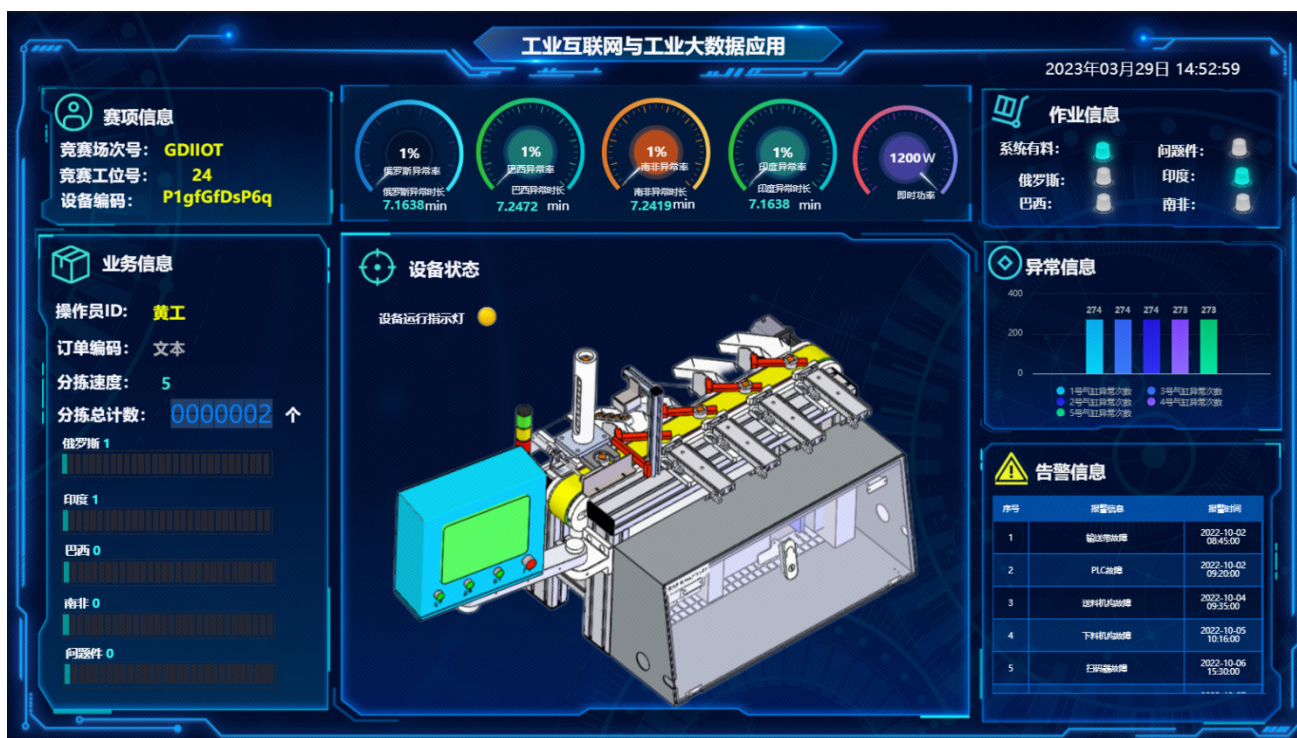 工业互联网与工业大数据应用
2023年03月29日 14:52:59
赛项信息
竞赛场次号: GDIIOT
竞赛工位号: 24
设备编码: P1gfGfDsP6q
1%
俄罗斯异常率
俄罗斯异常时长
7.1638min
1%
巴西异常率
巴西异常时长
7.2472 min
1%
南非异常率
南非异常时长
7.2419min
1%
印度异常率
印度异常时长
7.1638 min
1200 W
即时功率
作业信息
系统有料:
问题件:
俄罗斯:
印度:
巴西:
南非:
业务信息
操作员ID: 黄工
订单编码: 文本
分拣速度: 5
分拣总计数: 0000002 个
俄罗斯 1
印度 1
巴西 0
南非 0
问题件 0
设备状态
设备运行指示灯
异常信息
400
200
0
274 274 274 273 273
1号气缸异常次数 3号气缸异常次数
2号气缸异常次数 4号气缸异常次数
5号气缸异常次数
告警信息
序号 报警信息 报警时间
1 输送带故障 2022-10-02 08:45:00
2 PLC故障 2022-10-02 09:20:00
3 送料机构故障 2022-10-04 09:35:00
4 下料机构故障 2022-10-05 10:16:00
5 扫码器故障 2022-10-06 15:30:00